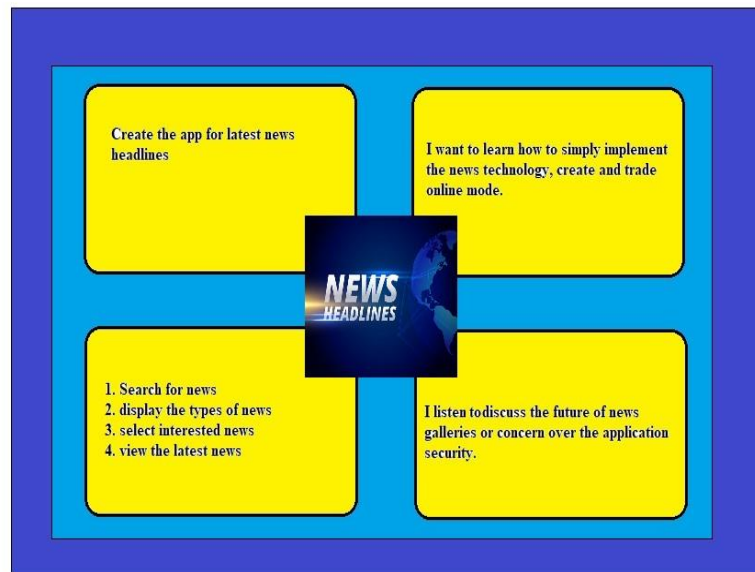 Create the app for latest news
headlines
I want to learn how to simply implement
the news technology, create and trade
online mode.
NEWS
HEADLINES
1. Search for news
2. display the types of news
3. select interested news
4. view the latest news
I listen todiscuss the future of news
galleries or concern over the application
security.